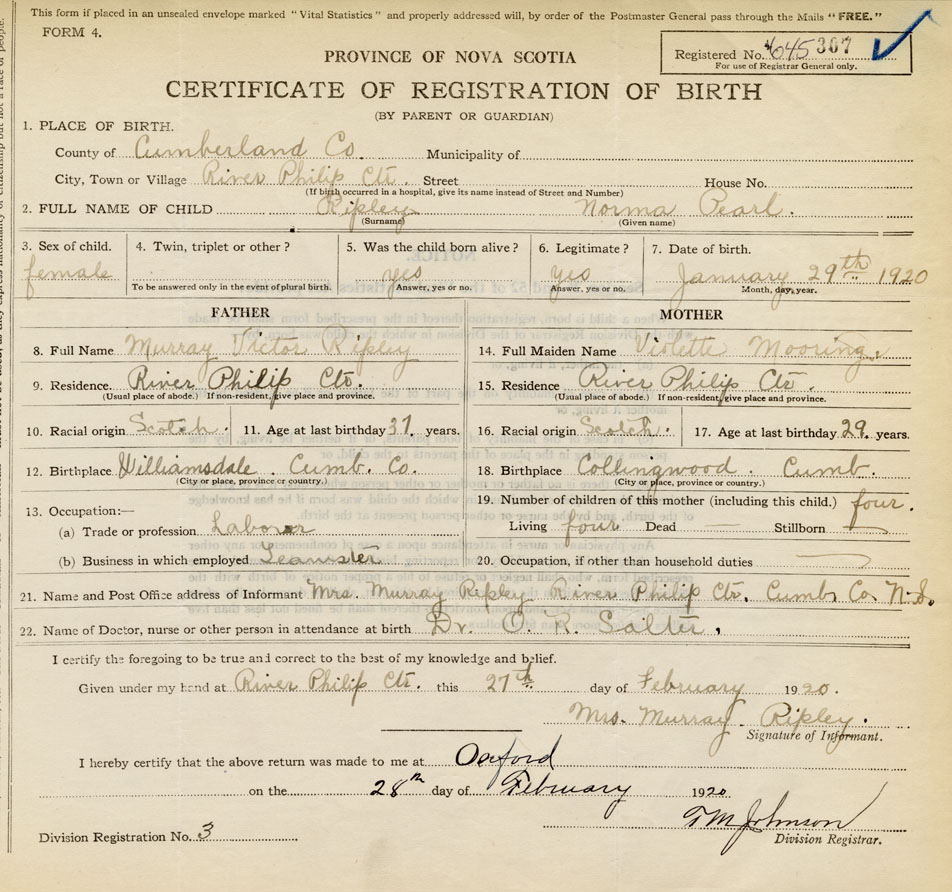 This form if placed in an unsealed envelope marked "Vital Statistics" and properly addressed will, by order of the Postmaster General pass through the Mails "FREE."
FORM 4.
Registered No. 645 307
For use of Registrar General only.
PROVINCE OF NOVA SCOTIA
CERTIFICATE OF REGISTRATION OF BIRTH
(BY PARENT OR GUARDIAN)
1. PLACE OF BIRTH.
County of Cumberland Co. Municipality of
City, Town or Village River Philip Ctr. Street House No.
(If birth occurred in a hospital, give its name instead of Street and Number)
2. FULL NAME OF CHILD Ripley Norma Pearl.
(Surname) (Given name)
3. Sex of child. 4. Twin, triplet or other? 5. Was the child born alive? 6. Legitimate? 7. Date of birth.
female yes yes January 29th 1920
To be answered only in the event of plural birth. Answer, yes or no. Answer, yes or no. Month, day, year.
FATHER MOTHER
8. Full Name Murray Victor Ripley 14. Full Maiden Name Violette Mooring.
9. Residence. River Philip Ctr. 15. Residence River Philip Ctr.
(Usual place of abode.) If non-resident, give place and province. (Usual place of abode.) If non-resident, give place and province.
10. Racial origin Scotch. 11. Age at last birthday 37. years. 16. Racial origin Scotch. 17. Age at last birthday 29. years.
12. Birthplace Williamsdale. Cumb. Co. 18. Birthplace Collingwood. Cumb.
(City or place, province or country.) (City or place, province or country.)
13. Occupation:— 19. Number of children of this mother (including this child.) four.
(a) Trade or profession Laborer Living four Dead — Stillborn
(b) Business in which employed Teamster 20. Occupation, if other than household duties
21. Name and Post Office address of Informant Mrs. Murray Ripley. River Philip Ctr. Cumb. Co. N.S.
22. Name of Doctor, nurse or other person in attendance at birth Dr. O. R. Salter.
I certify the foregoing to be true and correct to the best of my knowledge and belief.
Given under my hand at River Philip Ctr. this 27th day of February 1920.
Mrs. Murray Ripley.
Signature of Informant.
I hereby certify that the above return was made to me at Oxford
on the 28th day of February 1920
T M Johnson
Division Registration No. 3 Division Registrar.